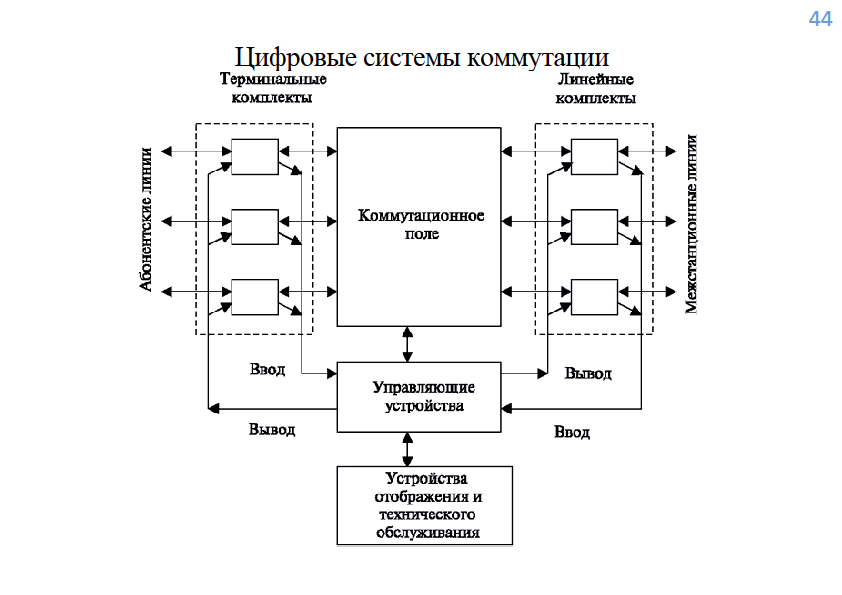 44
Цифровые системы коммутации
Терминальные
комплекты
Линейные
комплекты
Абонентские линии
Коммутационное
поле
Межстанционные линии
Ввод
Управляющие
устройства
Вывод
Вывод
Ввод
Устройства
отображения и
технического
обслуживания